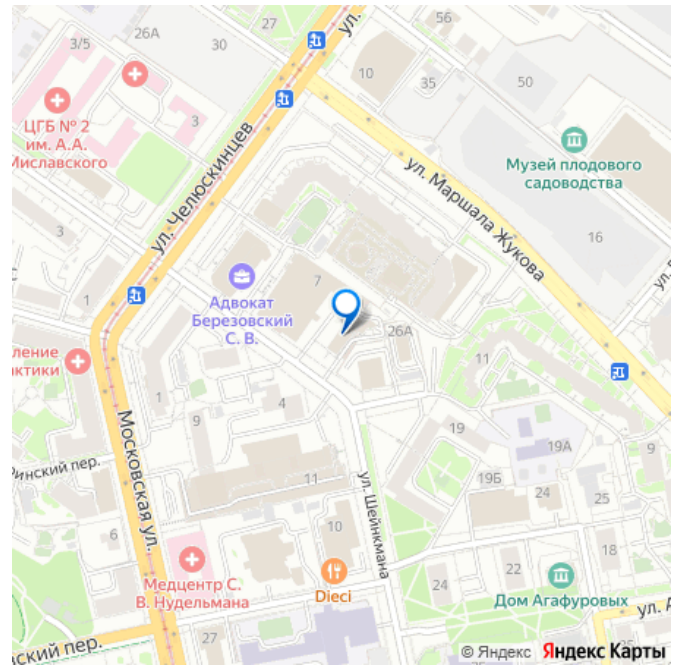 3/5
26А
30
ул.
10
56
35
50
ЦГБ № 2
им. А.А.
Миславского
3
ул. Челюскинцев
ул. Маршала Жукова
Музей плодового
садоводства
3
16
1
Адвокат
Березовский
С. В.
7
26А
11
1
9
4
19
19А
9
Московская ул.
11
ул. Шейнкмана
19Б
24
25
6
10
18
Медцентр С.
В. Нудельмана
Dieci
24
22
Дом Агафуровых
27
ул. А
25
© Яндекс Яндекс Карты